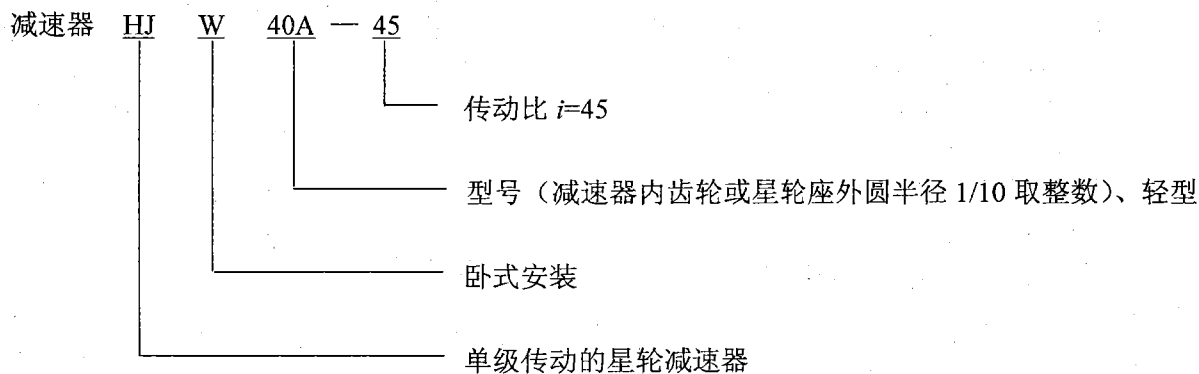 减速器 HJ W 40A — 45
传动比 i=45
型号（减速器内齿轮或星轮座外圆半径 1/10 取整数）、轻型
卧式安装
单级传动的星轮减速器